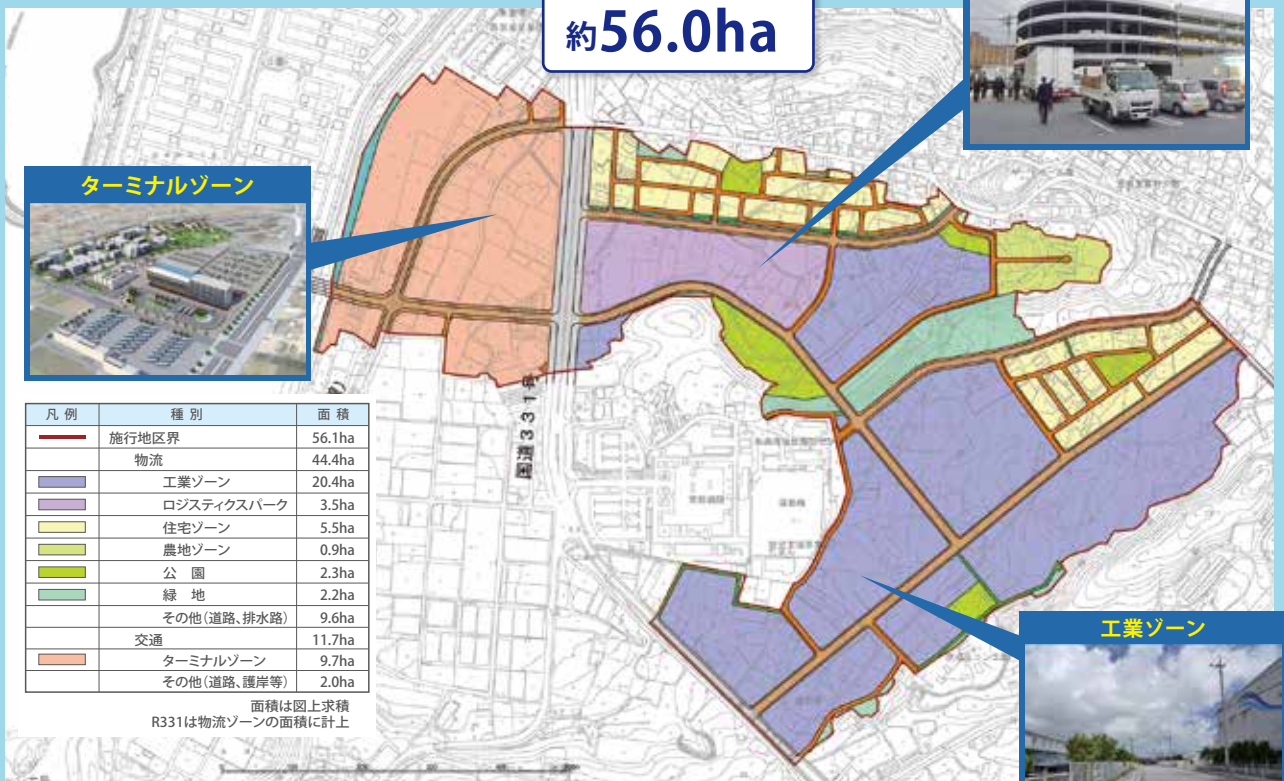 約56.0ha
ターミナルゾーン
国道331号
凡例 種別 面積
施行地区界 56.1ha
物流 44.4ha
工業ゾーン 20.4ha
ロジスティクスパーク 3.5ha
住宅ゾーン 5.5ha
農地ゾーン 0.9ha
公園 2.3ha
緑地 2.2ha
その他(道路、排水路) 9.6ha
交通 11.7ha
ターミナルゾーン 9.7ha
その他(道路、護岸等) 2.0ha
面積は図上求積
R331は物流ゾーンの面積に計上
工業ゾーン